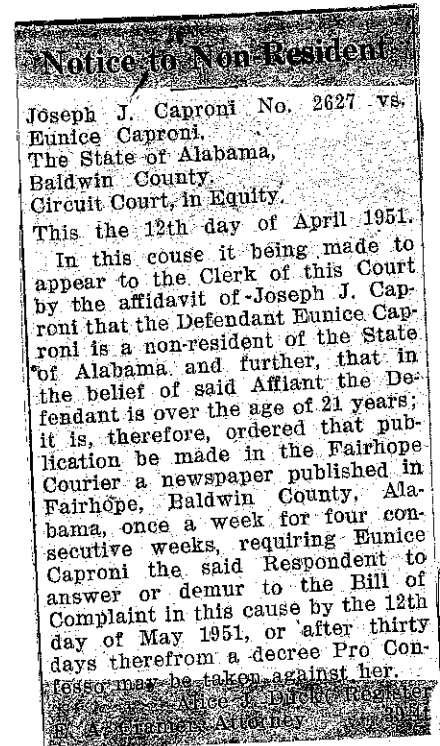 Notice to Non-Resident
Joseph J. Caproni No. 2627 vs.
Eunice Caproni.
The State of Alabama,
Baldwin County.
Circuit Court, in Equity.
This the 12th day of April 1951.
In this couse it being made to
appear to the Clerk of this Court
by the affidavit of Joseph J. Cap-
roni that the Defendant Eunice Cap-
roni is a non-resident of the State
of Alabama and further, that in
the belief of said Affiant the De-
fendant is over the age of 21 years;
it is, therefore, ordered that pub-
lication be made in the Fairhope
Courier a newspaper published in
Fairhope, Baldwin County, Ala-
bama, once a week for four con-
secutive weeks, requiring Eunice
Caproni the said Respondent to
answer or demur to the Bill of
Complaint in this cause by the 12th
day of May 1951, or after thirty
days therefrom a decree Pro Con-
fesso may be taken against her.
Alice J. Duck, Register
Attorney